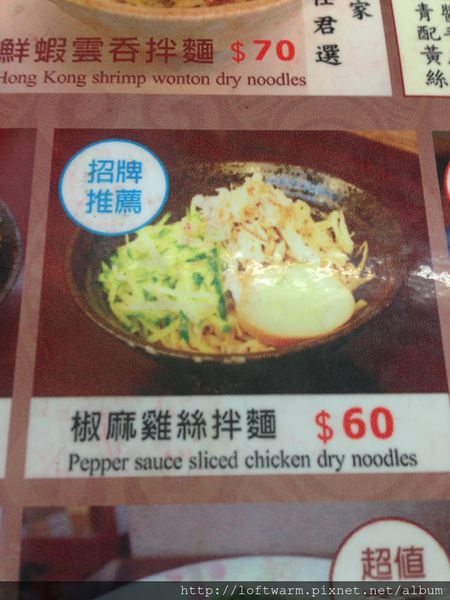 家
任君選
鮮蝦雲吞拌麵 $70
Hong Kong shrimp wonton dry noodles
青配黃絲
招牌
推薦
椒麻雞絲拌麵 $60
Pepper sauce sliced chicken dry noodles
超值
http://loftwarm.pixnet.net/album